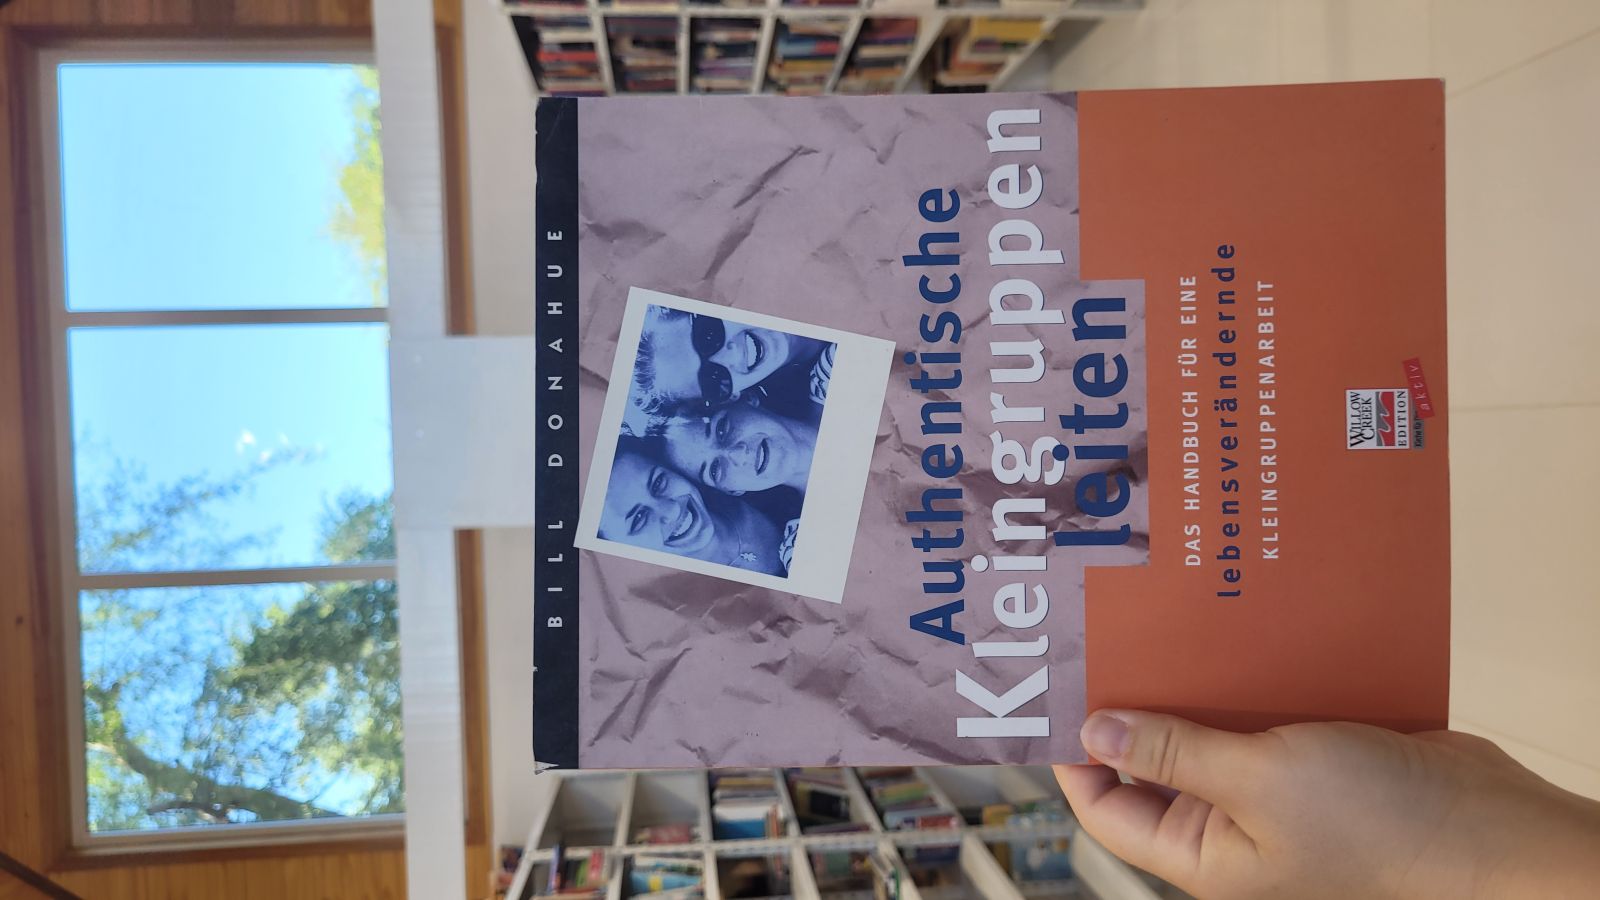 BILL DONAHUE
Authentische
Kleingruppen
leiten
DAS HANDBUCH FÜR EINE
lebensverändernde
KLEINGRUPPENARBEIT
WILLOW
CREEK
EDITION
aktiv